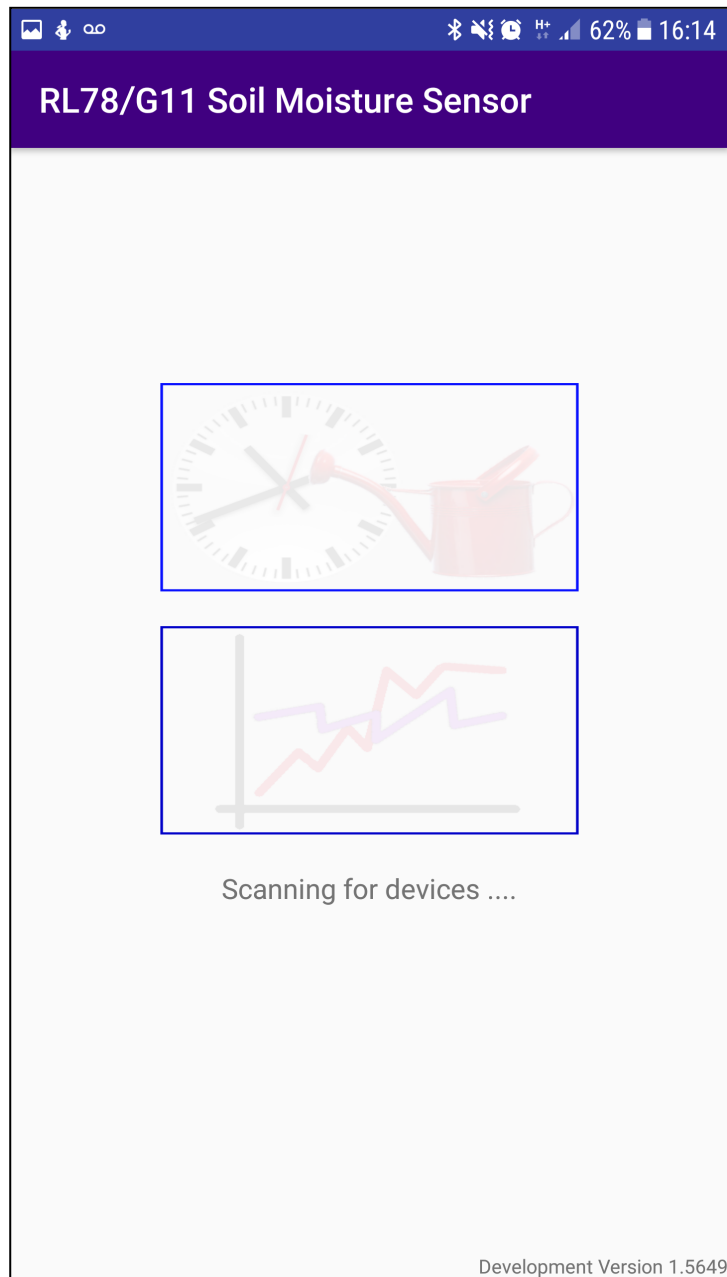 H+ 62% 16:14
RL78/G11 Soil Moisture Sensor
Scanning for devices ....
Development Version 1.5649